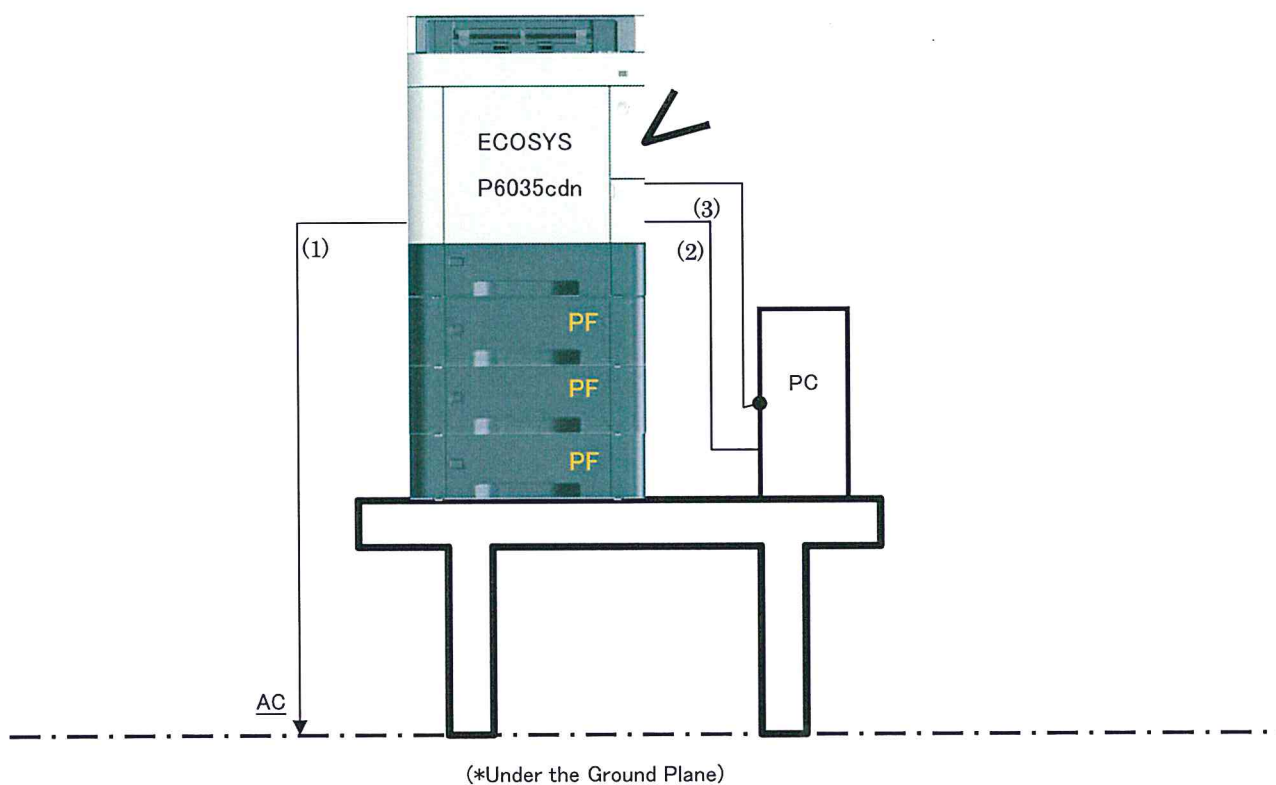 ECOSYS
P6035cdn
(3)
(1)
(2)
PF
PC
PF
PF
AC
(*Under the Ground Plane)